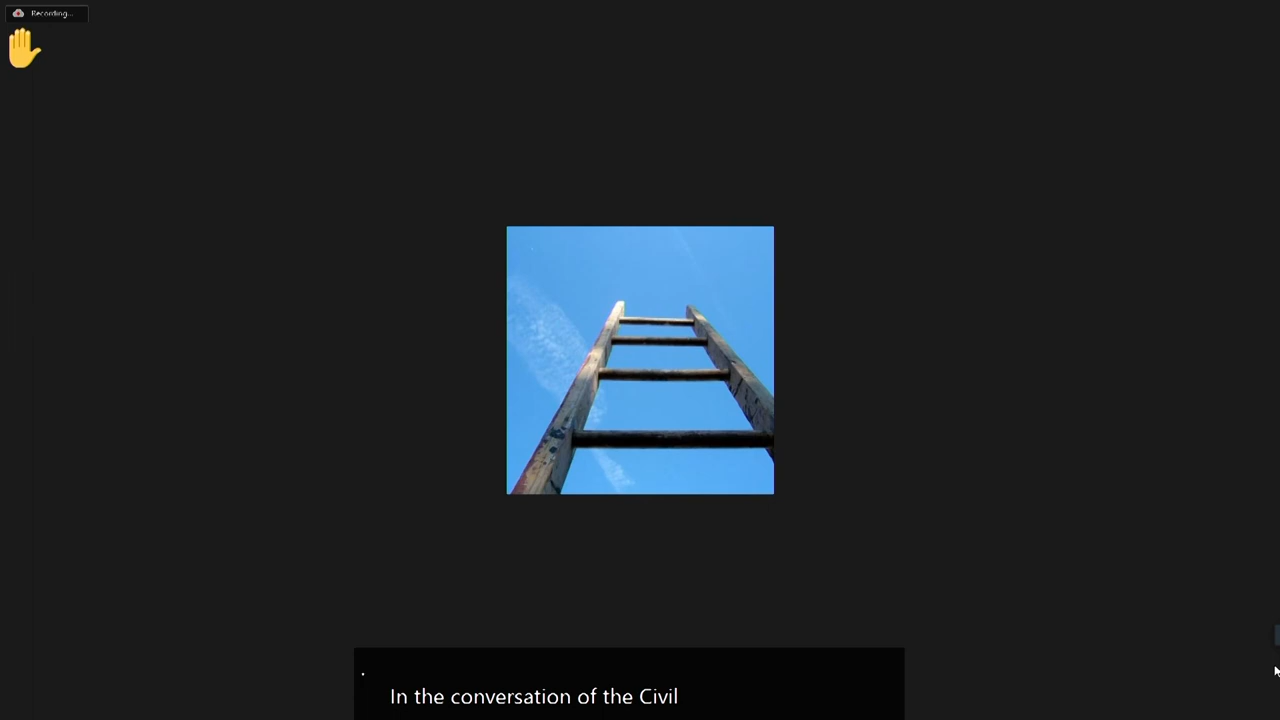 Recording...
In the conversation of the Civil